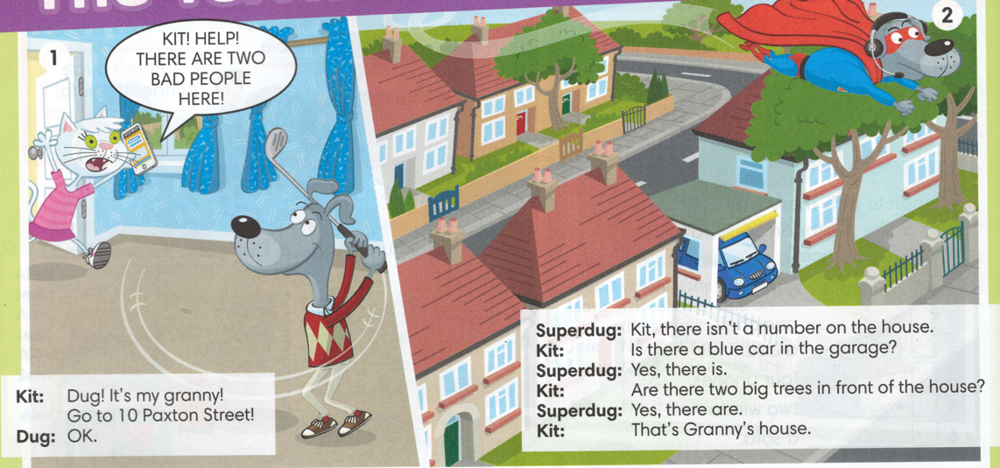 1
KIT! HELP!
THERE ARE TWO
BAD PEOPLE
HERE!
Kit: Dug! It's my granny!
Go to 10 Paxton Street!
Dug: OK.
2
Superdug: Kit, there isn't a number on the house.
Kit: Is there a blue car in the garage?
Superdug: Yes, there is.
Kit: Are there two big trees in front of the house?
Superdug: Yes, there are.
Kit: That's Granny's house.